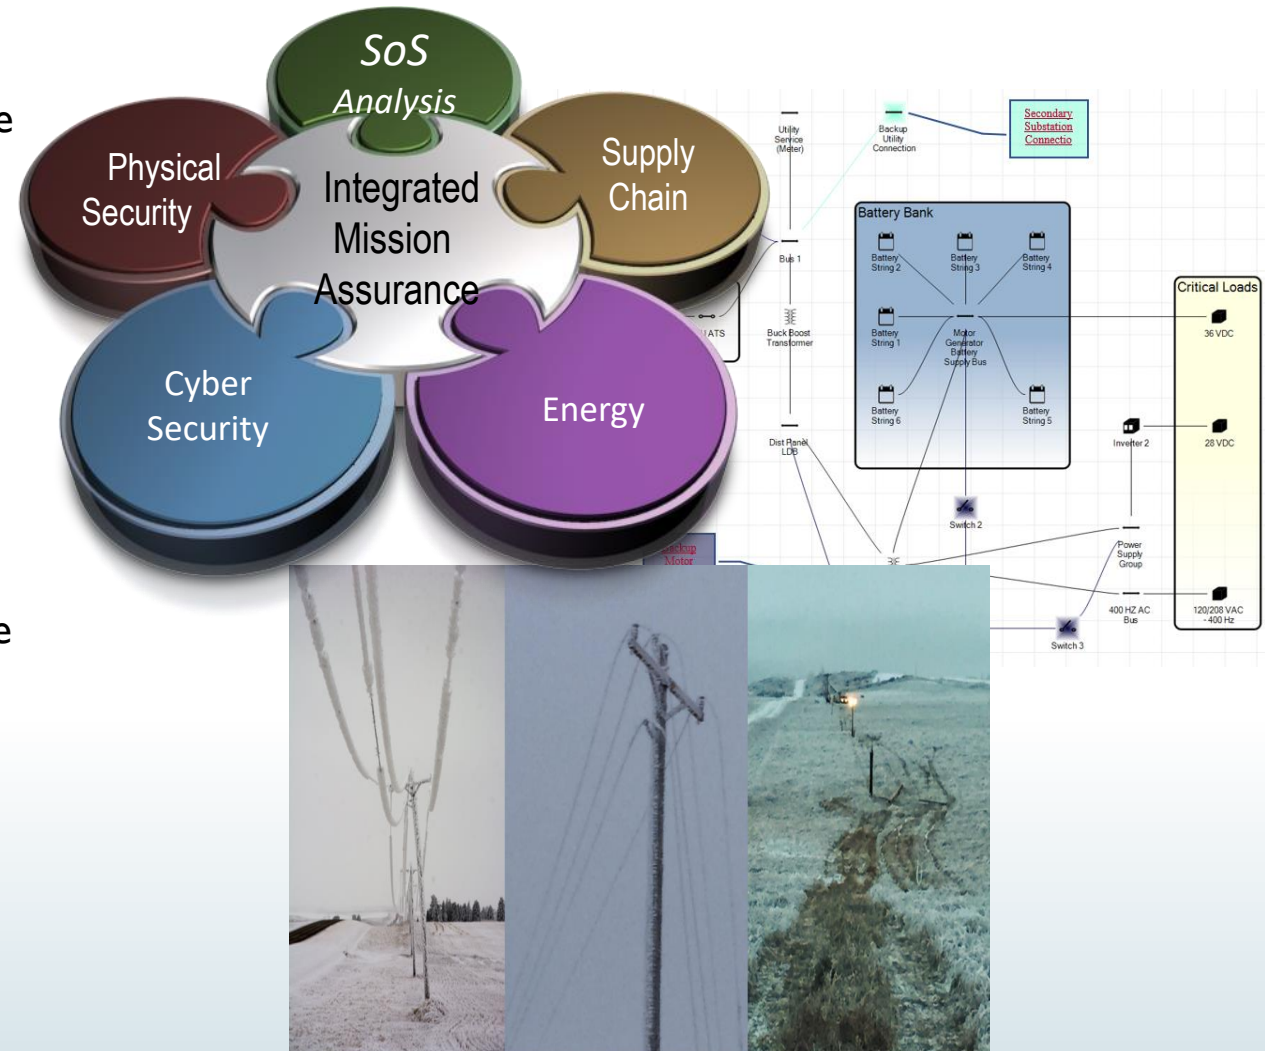 e
SoS
Analysis
Physical
Security
Integrated
Mission
Assurance
Supply
Chain
Cyber
Security
Energy
Utility
Service
(Meter)
Backup
Utility
Connection
Secondary
Substation
Connectio
Bus 1
ATS
Buck Boost
Transformer
Dist Panel
LDB
Battery Bank
Battery
String 2
Battery
String 3
Battery
String 4
Battery
String 1
Motor
Generator
Battery
Supply Bus
Battery
String 6
Battery
String 5
Critical Loads
36 VDC
Inverter 2
28 VDC
Switch 2
Power
Supply
Group
Backup
Motor
400 HZ AC
Bus
120/208 VAC
- 400 Hz
Switch 3
e